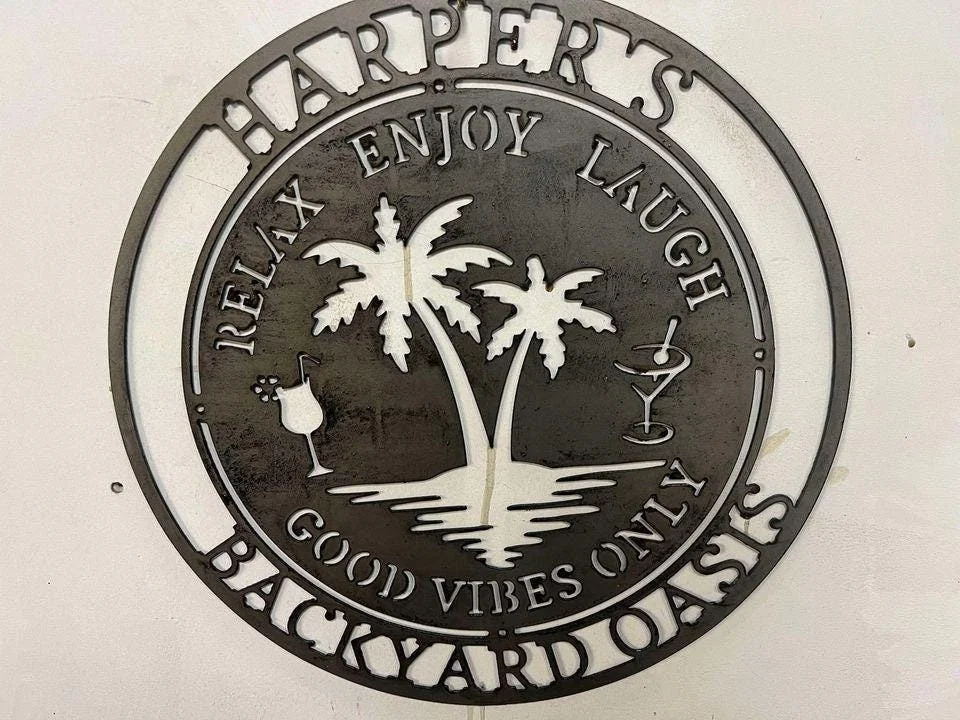 HARPER'S
RELAX ENJOY LAUGH
GOOD VIBES ONLY
BACKYARD OASIS